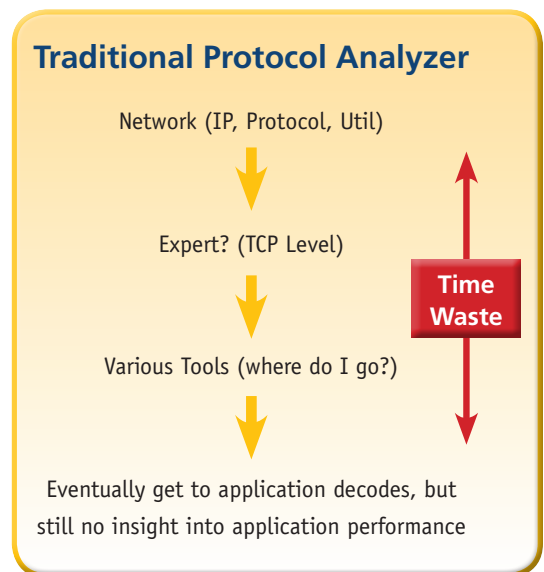 Traditional Protocol Analyzer
Network (IP, Protocol, Util)
Expert? (TCP Level)
Time
Waste
Various Tools (where do I go?)
Eventually get to application decodes, but
still no insight into application performance